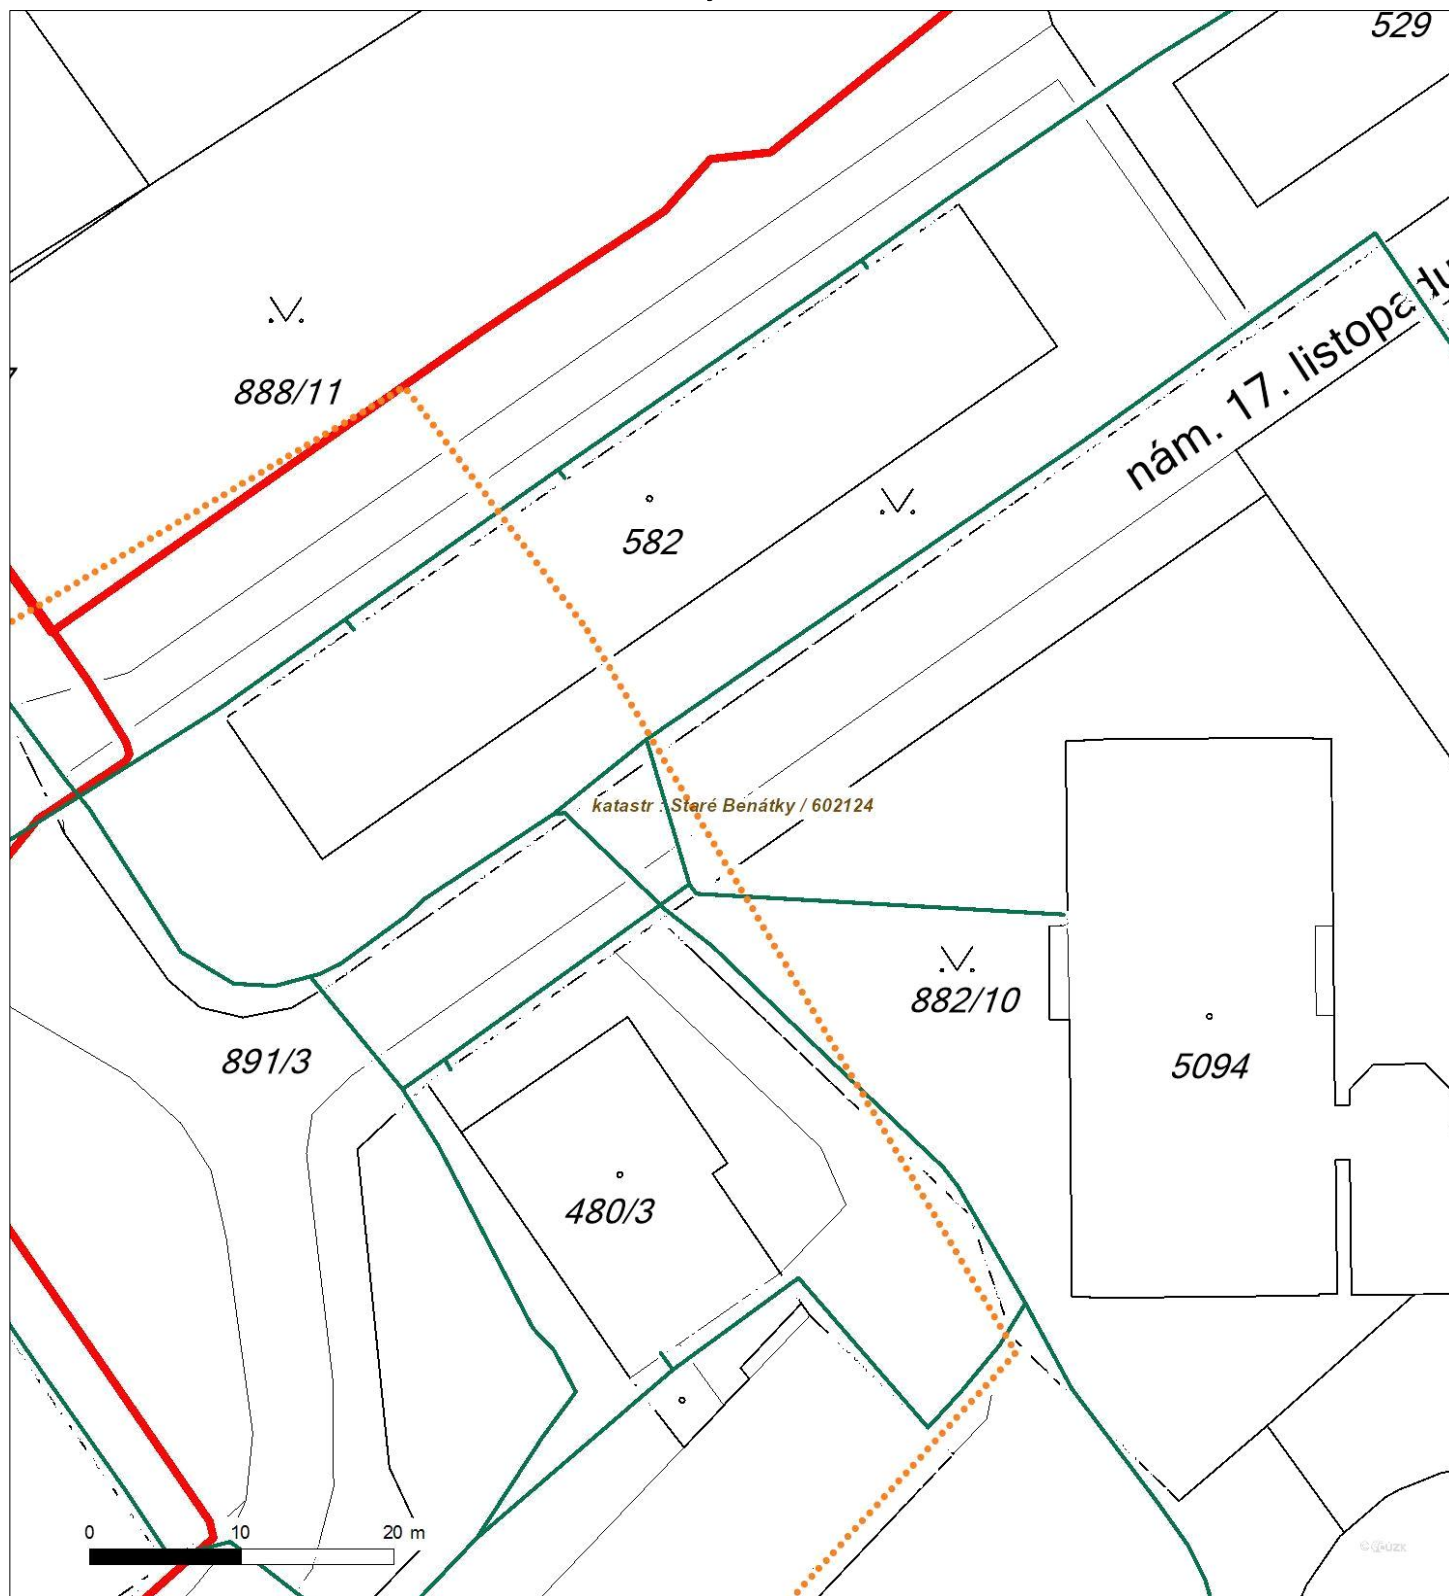 529
nám. 17. listopadu
888/11
582
katastr : Staré Benátky / 602124
882/10
891/3
5094
480/3
0 10 20 m